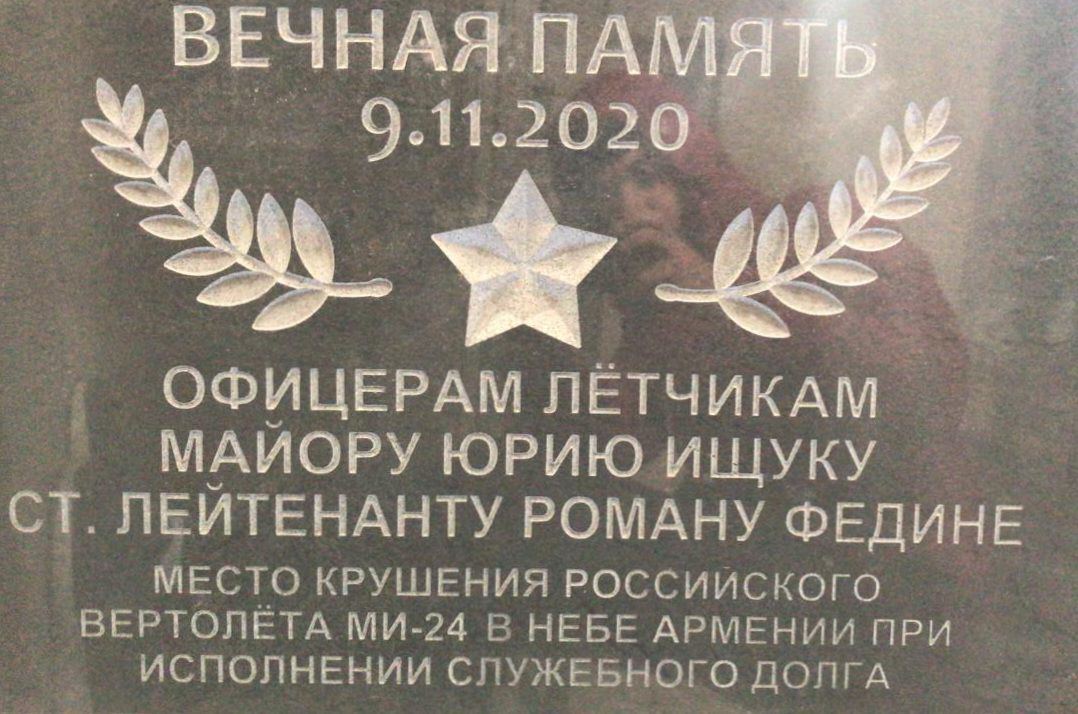 ВЕЧНАЯ ПАМЯТЬ
9.11.2020
ОФИЦЕРАМ ЛЁТЧИКАМ
МАЙОРУ ЮРИЮ ИЩУКУ
СТ. ЛЕЙТЕНАНТУ РОМАНУ ФЕДИНЕ
МЕСТО КРУШЕНИЯ РОССИЙСКОГО
ВЕРТОЛЁТА МИ-24 В НЕБЕ АРМЕНИИ ПРИ
ИСПОЛНЕНИИ СЛУЖЕБНОГО ДОЛГА